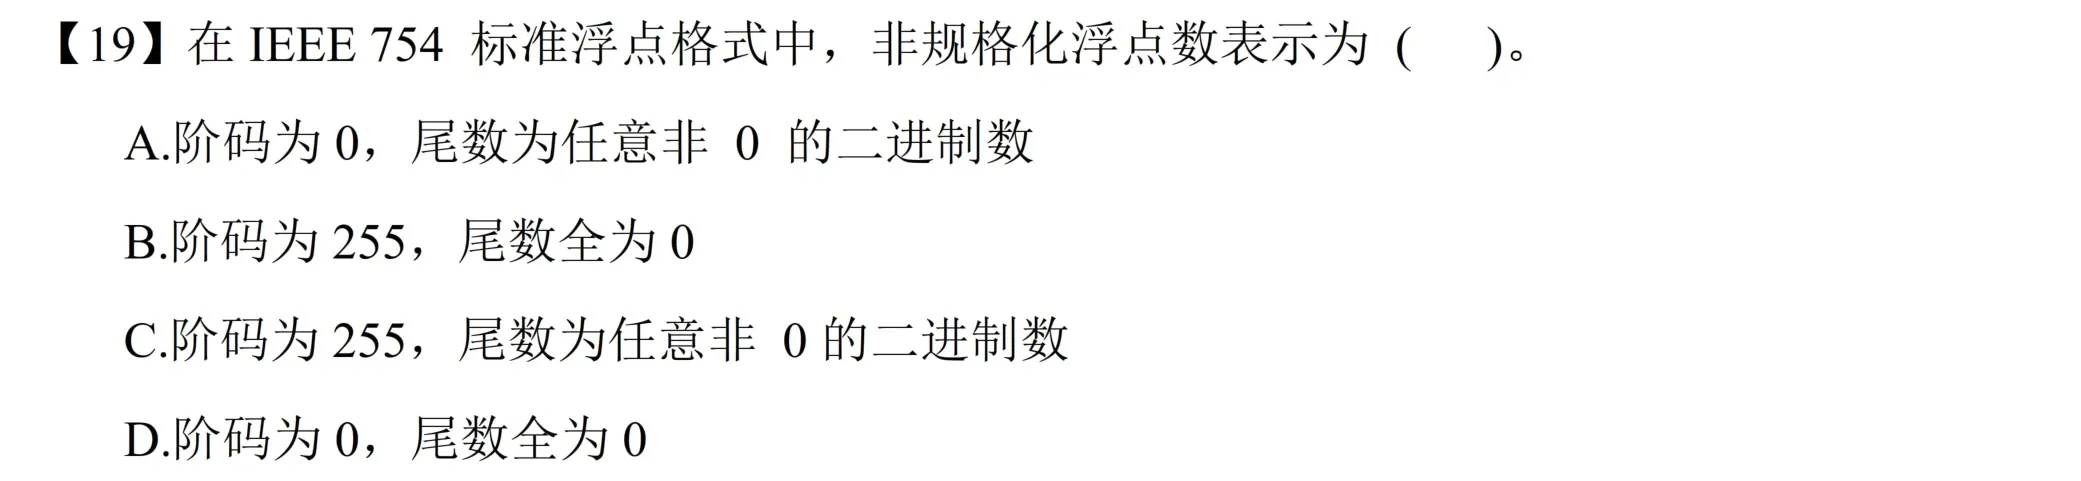 【19】在 IEEE 754 标准浮点格式中，非规格化浮点数表示为 (     )。
A.阶码为 0，尾数为任意非 0 的二进制数
B.阶码为 255，尾数全为 0
C.阶码为 255，尾数为任意非 0 的二进制数
D.阶码为 0，尾数全为 0